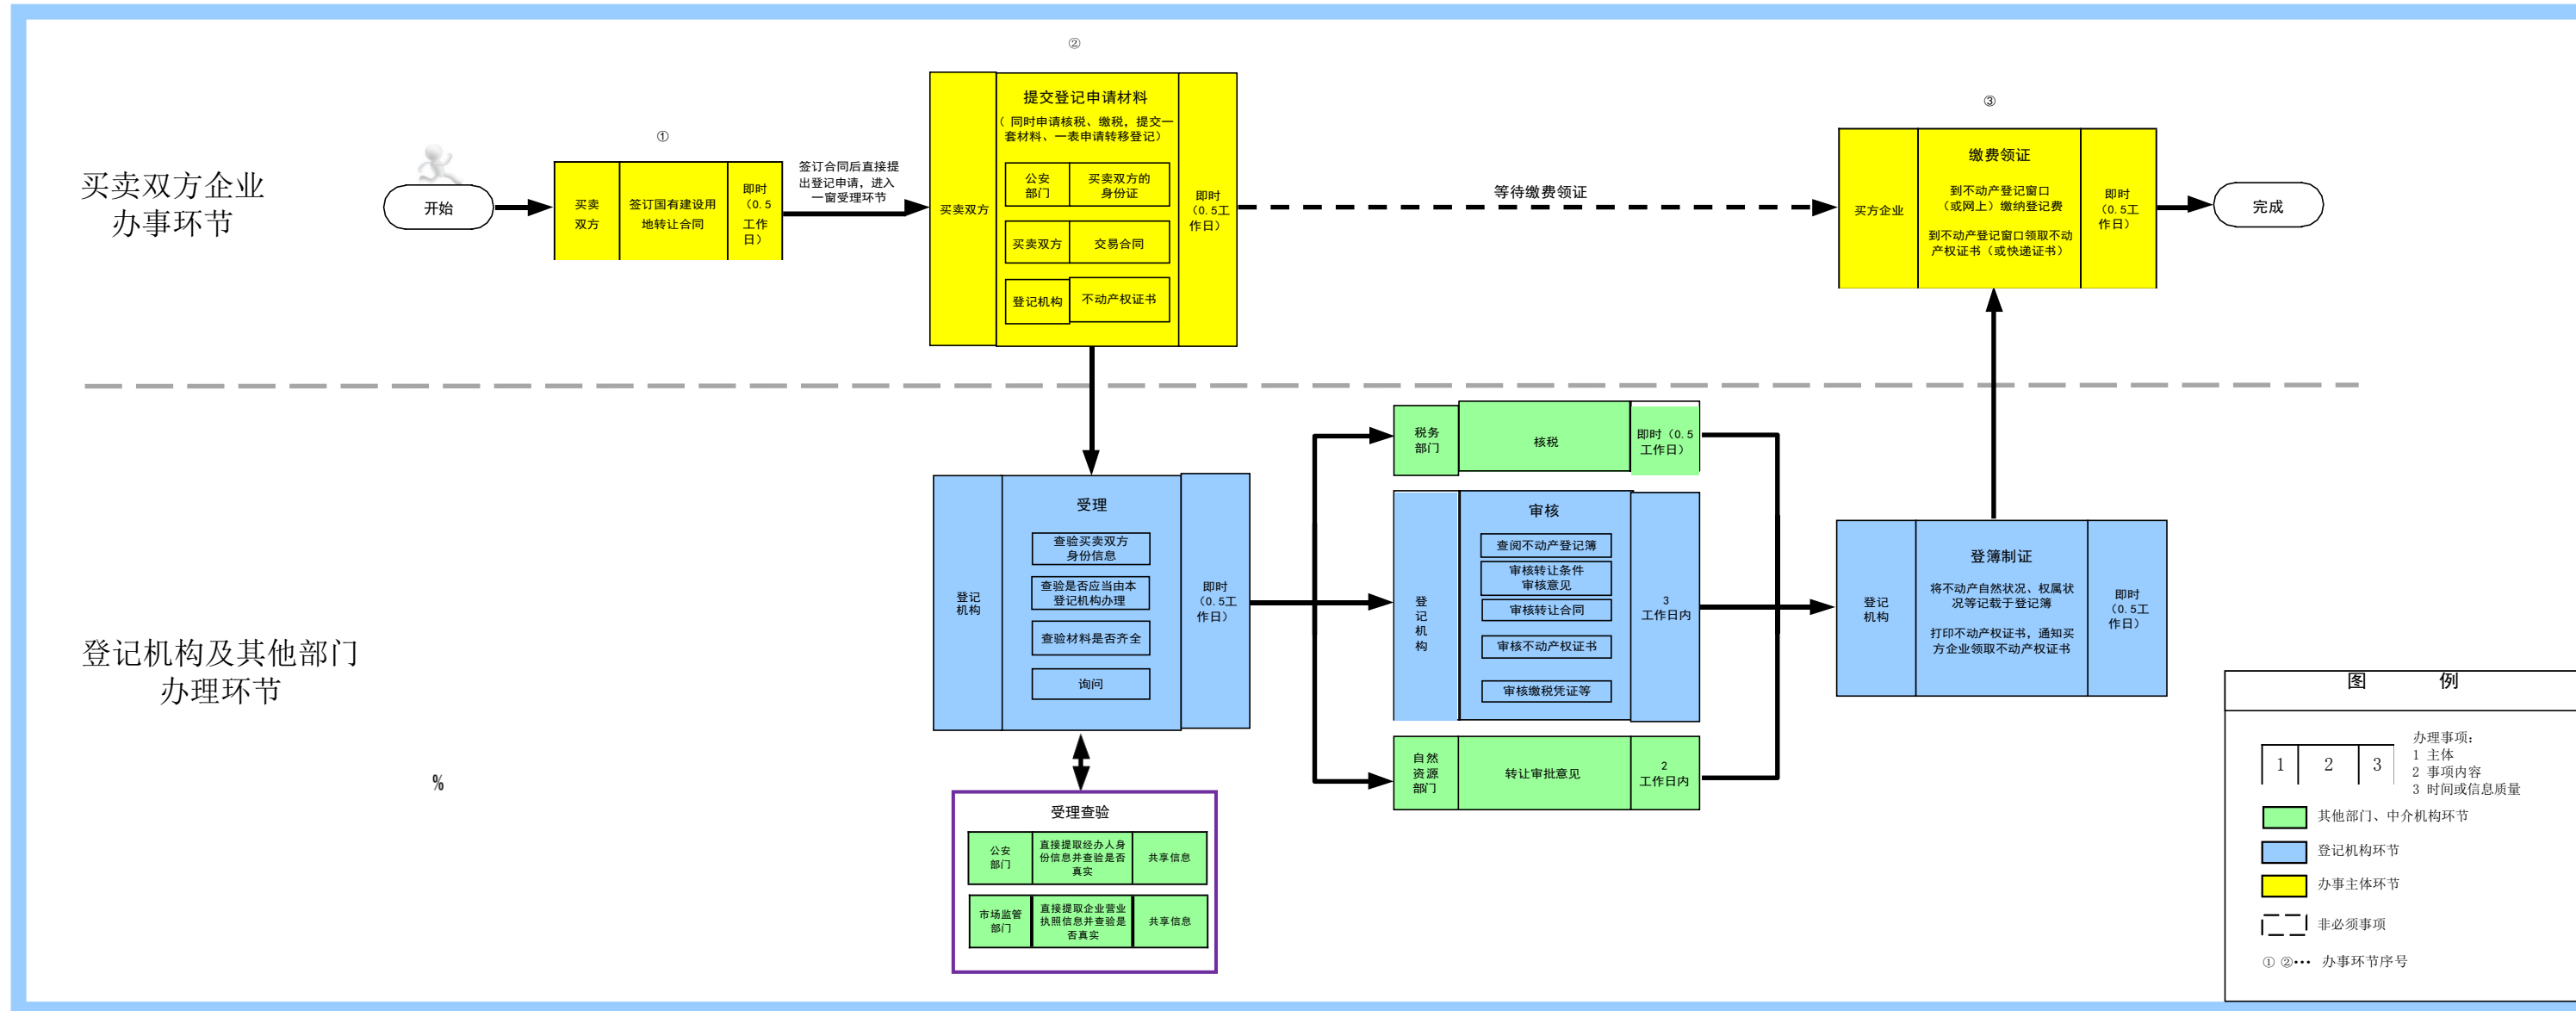 买卖双方企业
办事环节
开始
①
买卖
双方
签订国有建设用
地转让合同
即时
（0.5
工作
日）
签订合同后直接提
出登记申请，进入
一窗受理环节
②
买卖双方
提交登记申请材料
（ 同时申请核税、缴税，提交一
套材料、一表申请转移登记）
公安
部门
买卖双方的
身份证
买卖双方
交易合同
登记机构
不动产权证书
即时
（0.5工
作日）
等待缴费领证
③
买方企业
缴费领证
到不动产登记窗口
（或网上）缴纳登记费
到不动产登记窗口领取不动
产权证书（或快递证书）
即时
（0.5工
作日）
完成
登记机构及其他部门
办理环节
%
登记
机构
受理
查验买卖双方
身份信息
查验是否应当由本
登记机构办理
查验材料是否齐全
询问
即时
（0.5工
作日）
受理查验
公安
部门
直接提取经办人身
份信息并查验是否
真实
共享信息
市场监管
部门
直接提取企业营业
执照信息并查验是
否真实
共享信息
税务
部门
核税
即时（0.5
工作日）
登
记
机
构
审核
查阅不动产登记簿
审核转让条件
审核意见
审核转让合同
审核不动产权证书
审核缴税凭证等
3
工作日内
自然
资源
部门
转让审批意见
2
工作日内
登记
机构
登簿制证
将不动产自然状况、权属状
况等记载于登记簿
打印不动产权证书，通知买
方企业领取不动产权证书
即时
（0.5工
作日）
图 例
1 2 3
办理事项：
1 主体
2 事项内容
3 时间或信息质量
其他部门、中介机构环节
登记机构环节
办事主体环节
非必须事项
① ②••• 办事环节序号